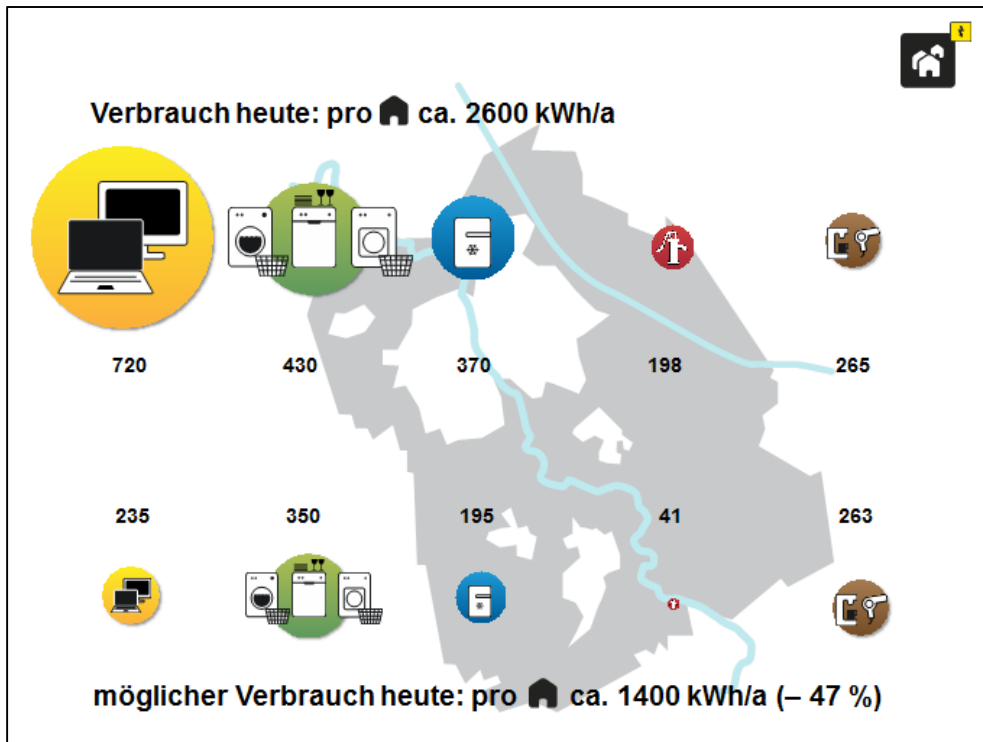 Verbrauch heute: pro ca. 2600 kWh/a
720 430 370 198 265
235 350 195 41 263
möglicher Verbrauch heute: pro ca. 1400 kWh/a (– 47 %)